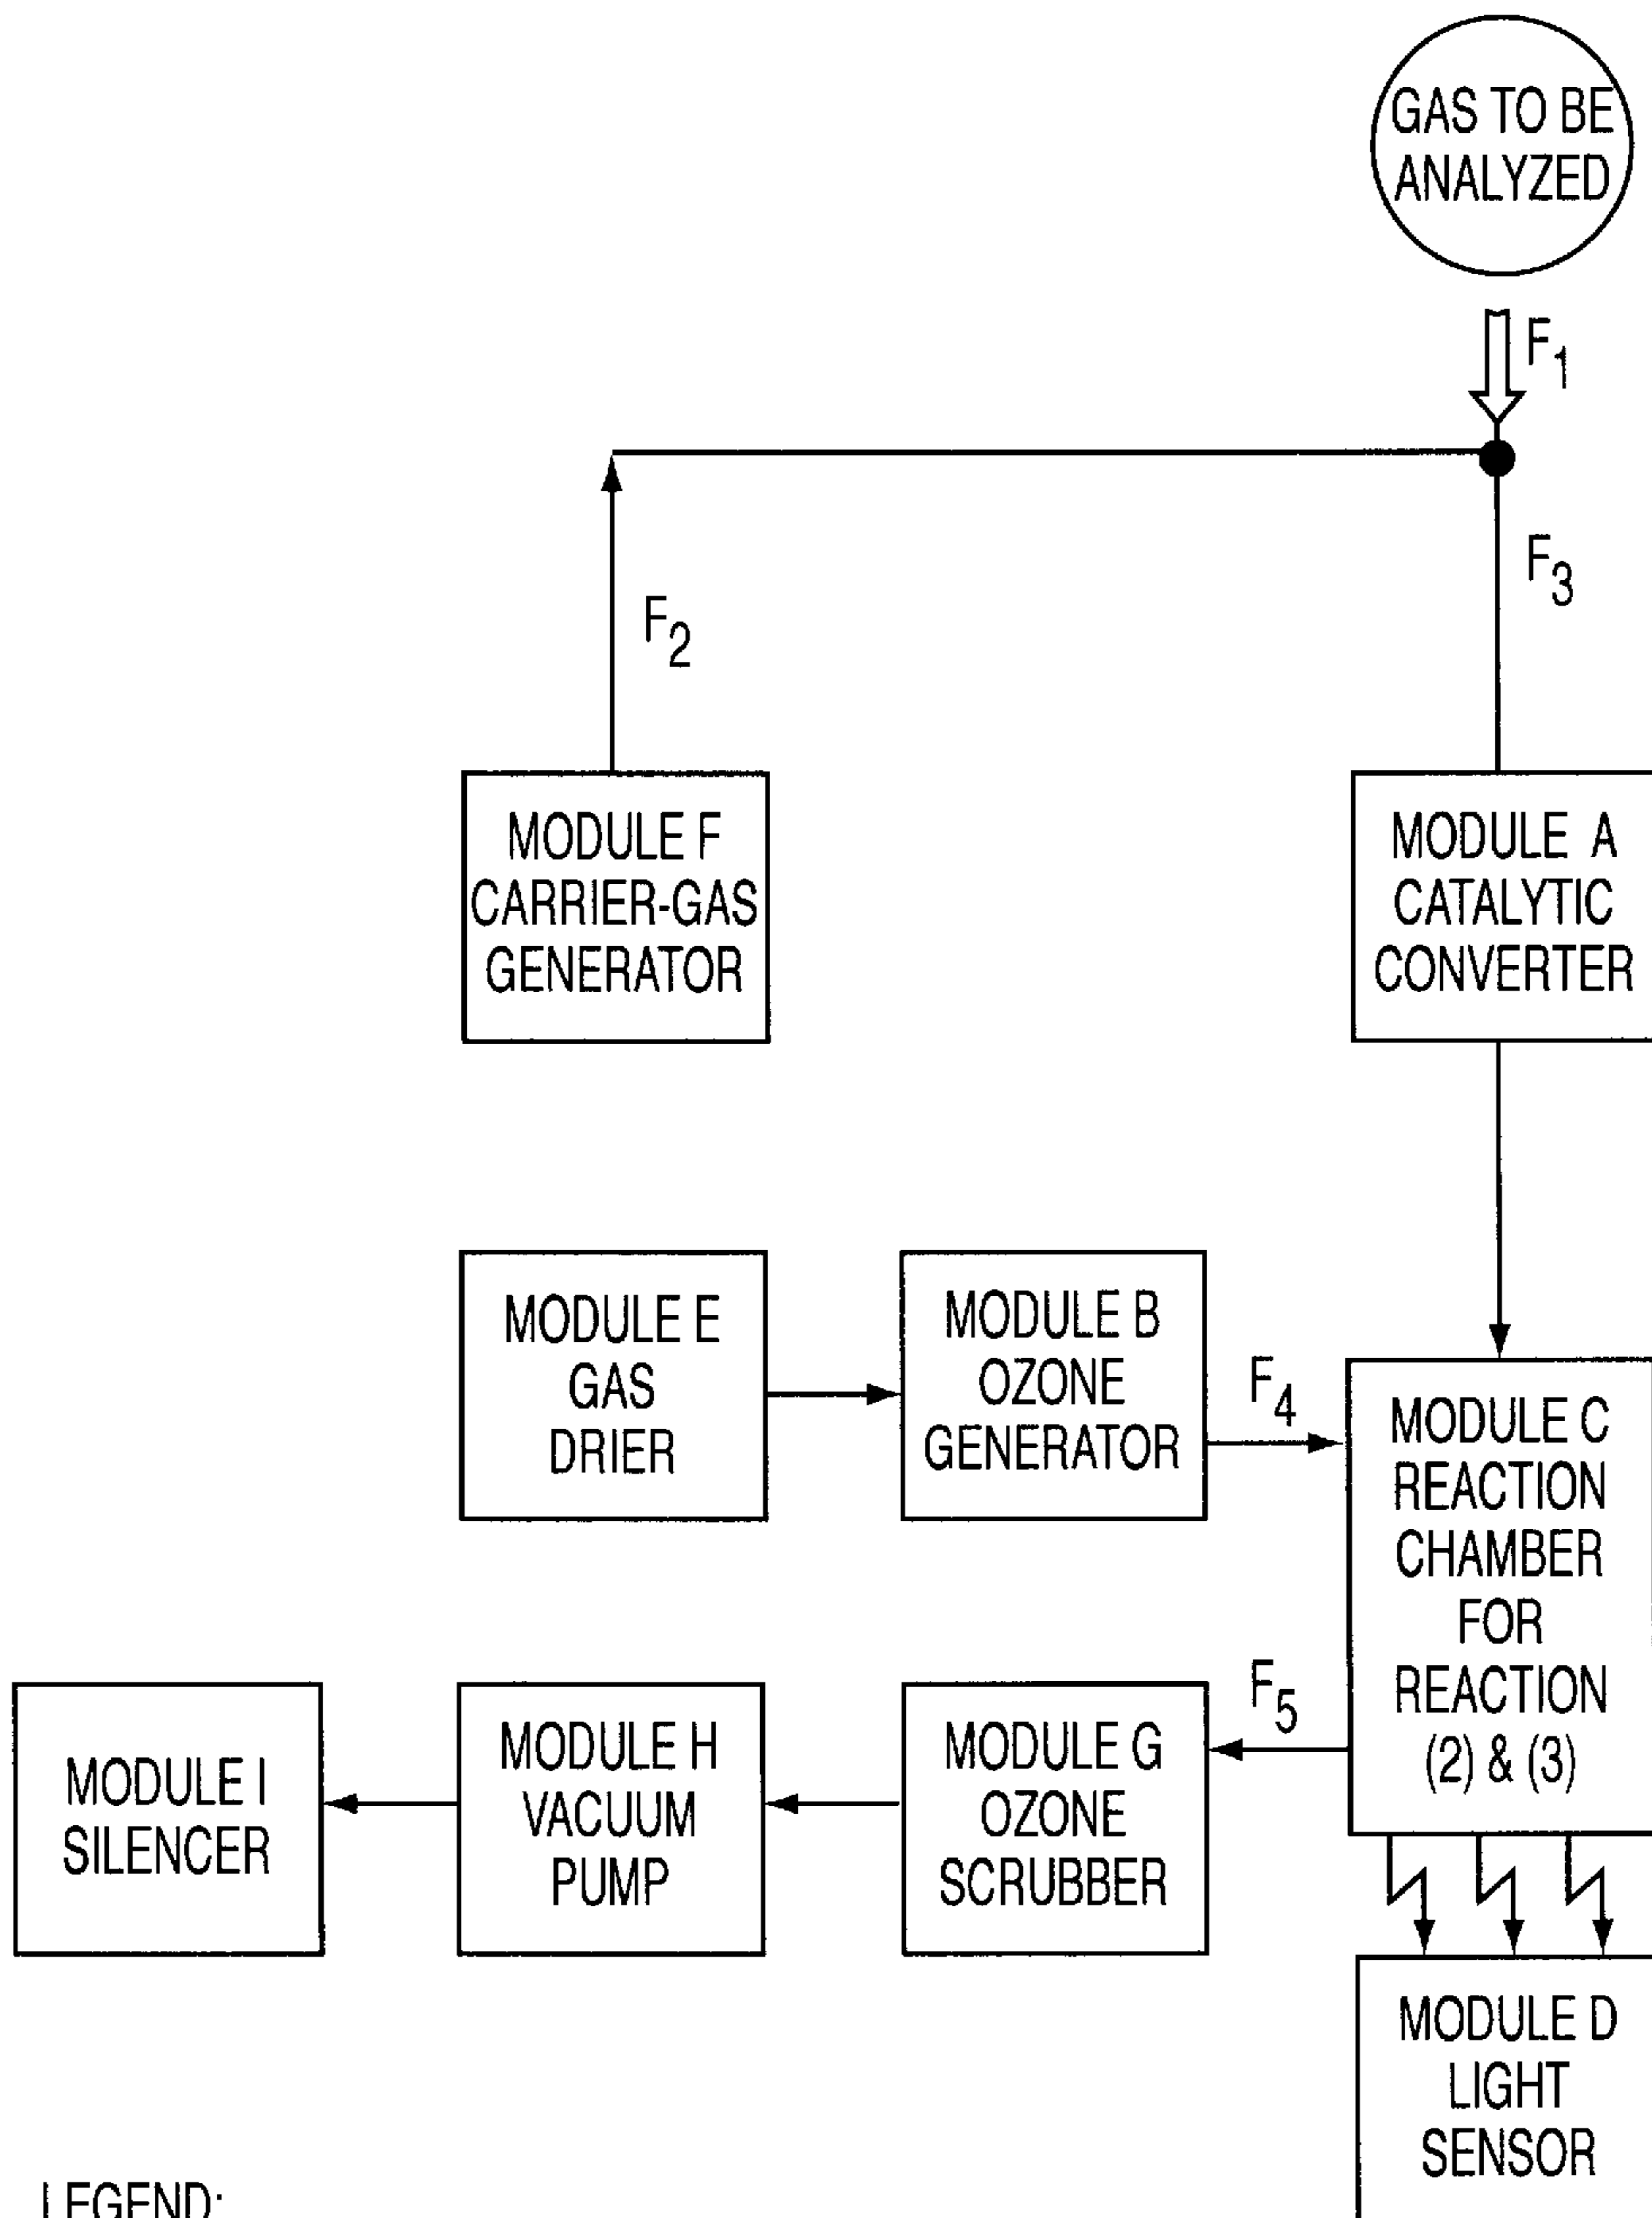 GAS TO BE
ANALYZED
F1
F2
F3
MODULE F
CARRIER-GAS
GENERATOR
MODULE A
CATALYTIC
CONVERTER
MODULE E
GAS
DRIER
MODULE B
OZONE
GENERATOR
F4
MODULE C
REACTION
CHAMBER
FOR
REACTION
(2) & (3)
F5
MODULE I
SILENCER
MODULE H
VACUUM
PUMP
MODULE G
OZONE
SCRUBBER
MODULE D
LIGHT
SENSOR
LEGEND: